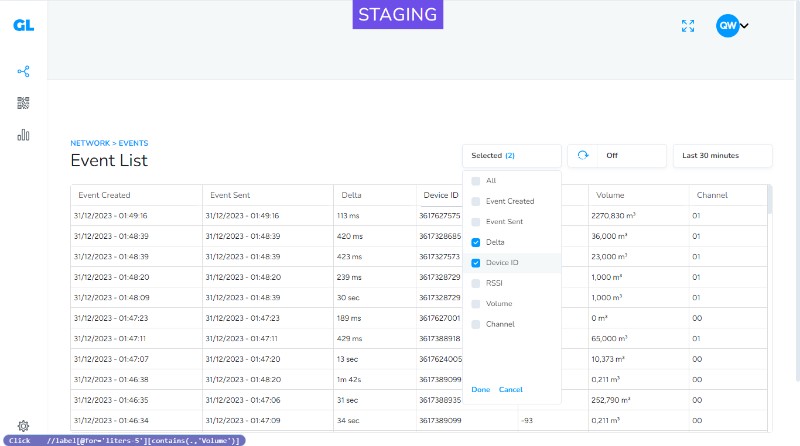 STAGING
GL
QW
NETWORK > EVENTS
Event List
Selected (2)
Off
Last 30 minutes
Event Created Event Sent Delta Device ID Volume Channel
31/12/2023 - 01:49:16 31/12/2023 - 01:49:16 113 ms 3617627575 2270,830 m³ 01
31/12/2023 - 01:48:39 31/12/2023 - 01:48:39 420 ms 3617328685 36,000 m³ 01
31/12/2023 - 01:48:39 31/12/2023 - 01:48:39 423 ms 3617327573 23,000 m³ 01
31/12/2023 - 01:48:20 31/12/2023 - 01:48:20 239 ms 3617328729 1,000 m³ 01
31/12/2023 - 01:48:09 31/12/2023 - 01:48:39 30 sec 3617328729 1,000 m³ 01
31/12/2023 - 01:47:23 31/12/2023 - 01:47:23 189 ms 3617627001 0 m³ 00
31/12/2023 - 01:47:11 31/12/2023 - 01:47:11 429 ms 3617388918 65,000 m³ 01
31/12/2023 - 01:47:07 31/12/2023 - 01:47:20 13 sec 3617624005 10,373 m³ 00
31/12/2023 - 01:46:38 31/12/2023 - 01:48:20 1m 42s 3617389099 0,211 m³ 00
31/12/2023 - 01:46:35 31/12/2023 - 01:47:06 31 sec 3617388935 252,790 m³ 00
31/12/2023 - 01:46:34 31/12/2023 - 01:47:09 34 sec 3617389099 -93 0,211 m³ 00
All
Event Created
Event Sent
Delta
Device ID
RSSI
Volume
Channel
Done Cancel
Click //label[@for='liters-5'][contains(.,'Volume')]